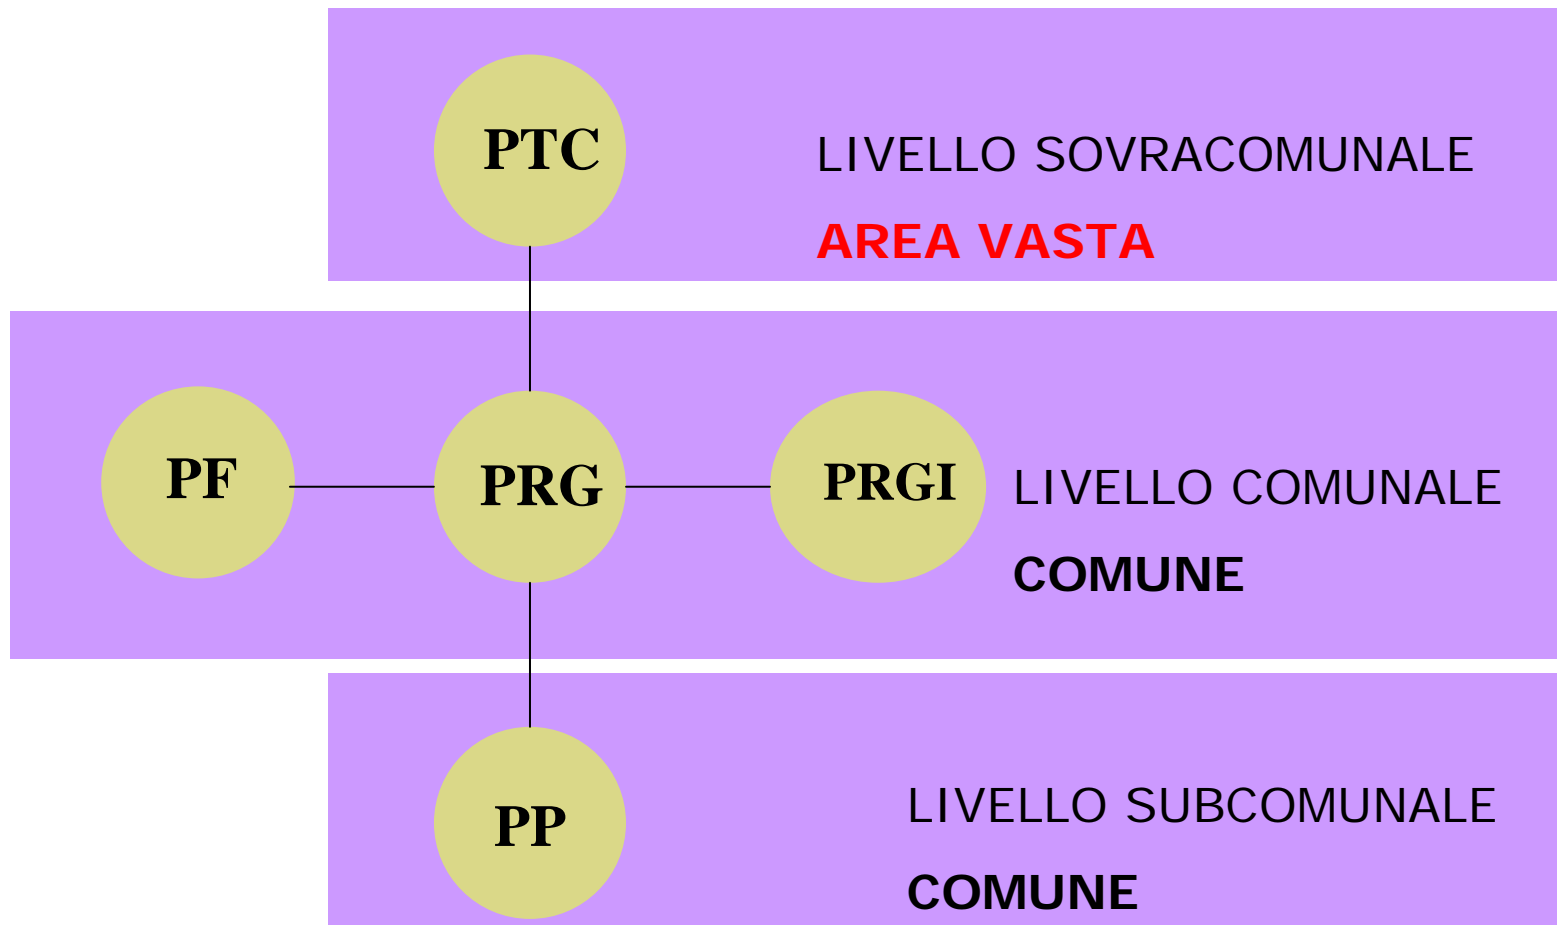 PTC
LIVELLO SOVRACOMUNALE
AREA VASTA
PF
PRG
PRGI
LIVELLO COMUNALE
COMUNE
PP
LIVELLO SUBCOMUNALE
COMUNE